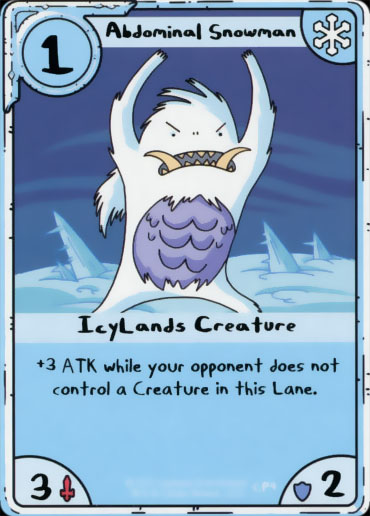 1
Abdominal Snowman
IcyLands Creature
+3 ATK while your opponent does not
control a Creature in this Lane.
3
2